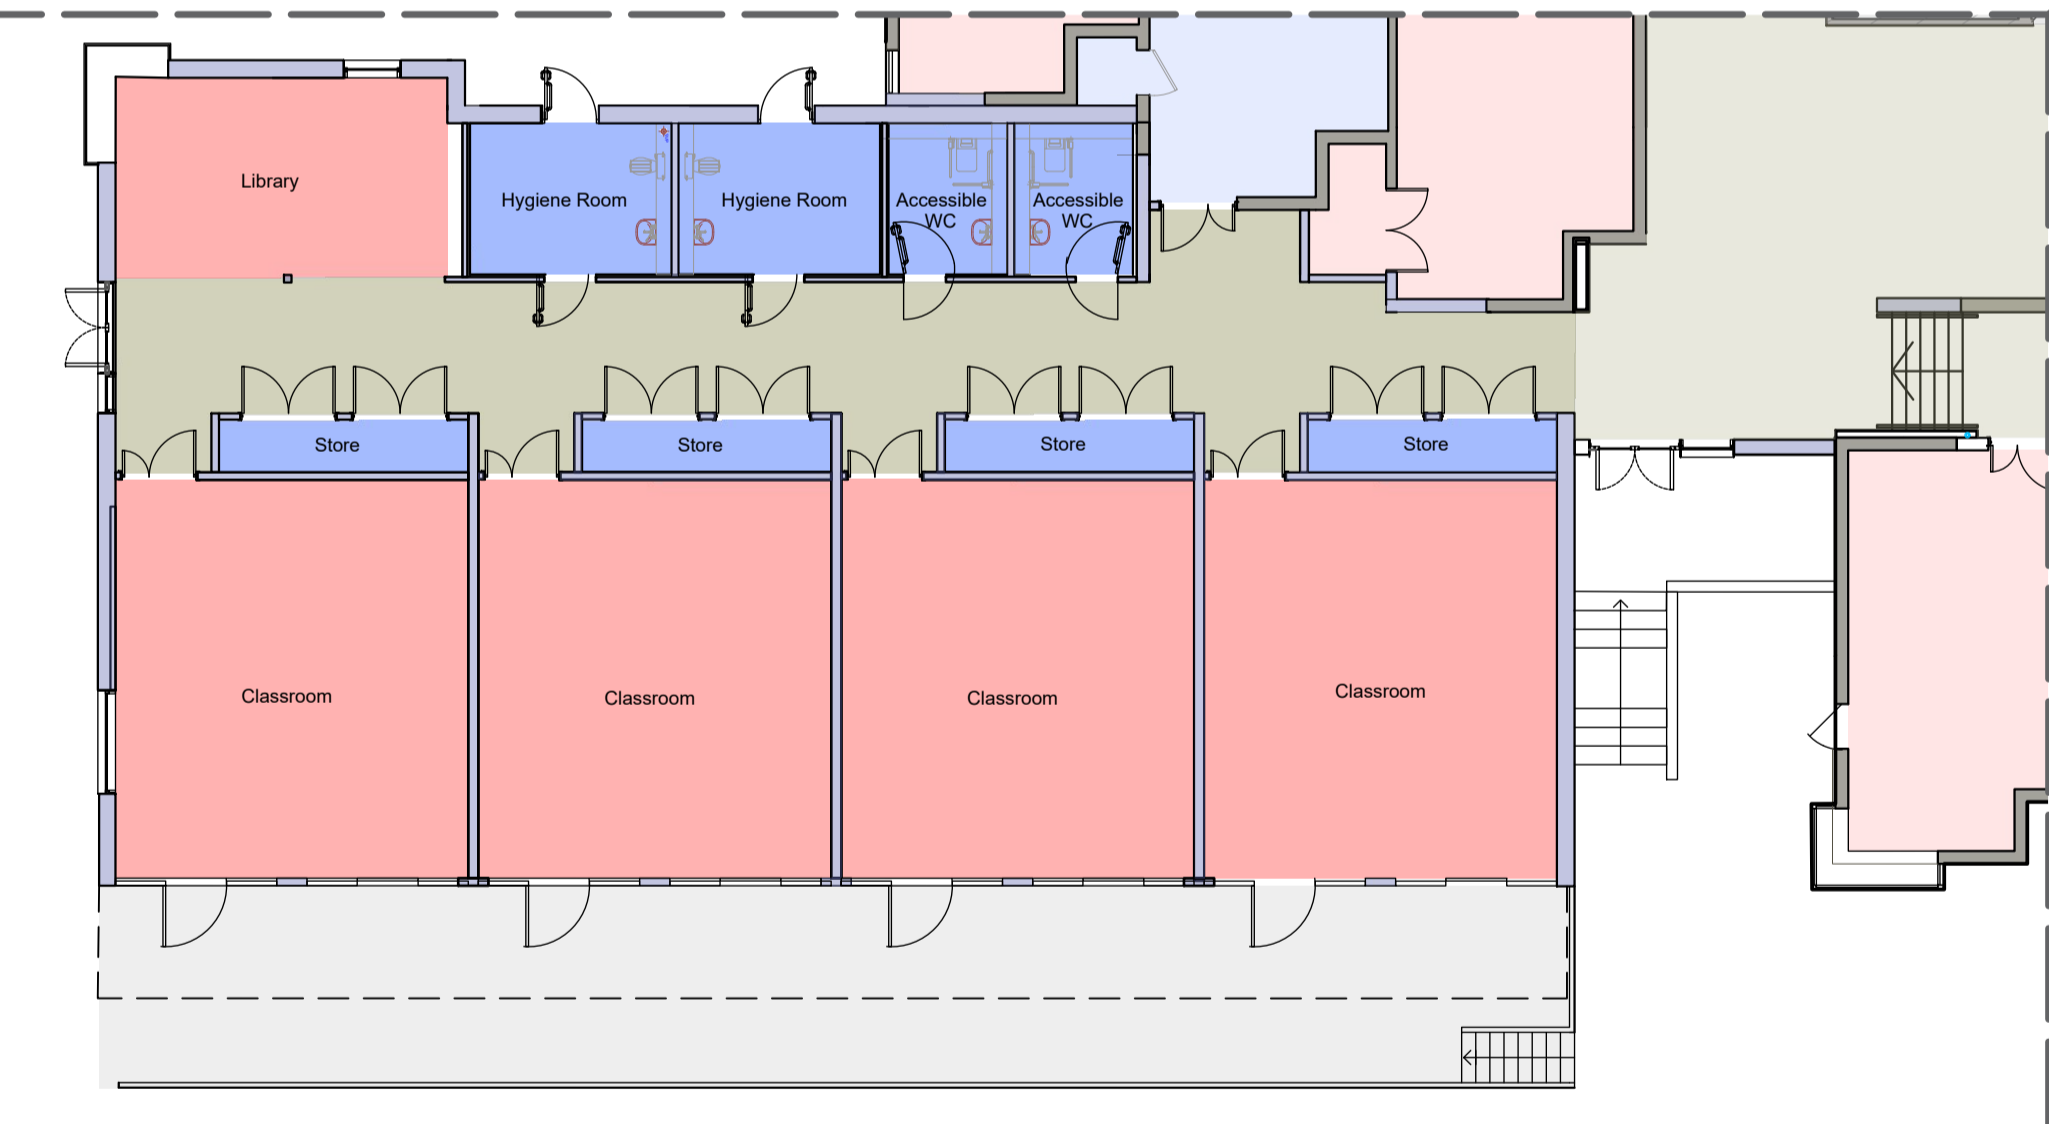 Library
Hygiene Room
Hygiene Room
Accessible
WC
Accessible
WC
Store
Store
Store
Store
Classroom
Classroom
Classroom
Classroom